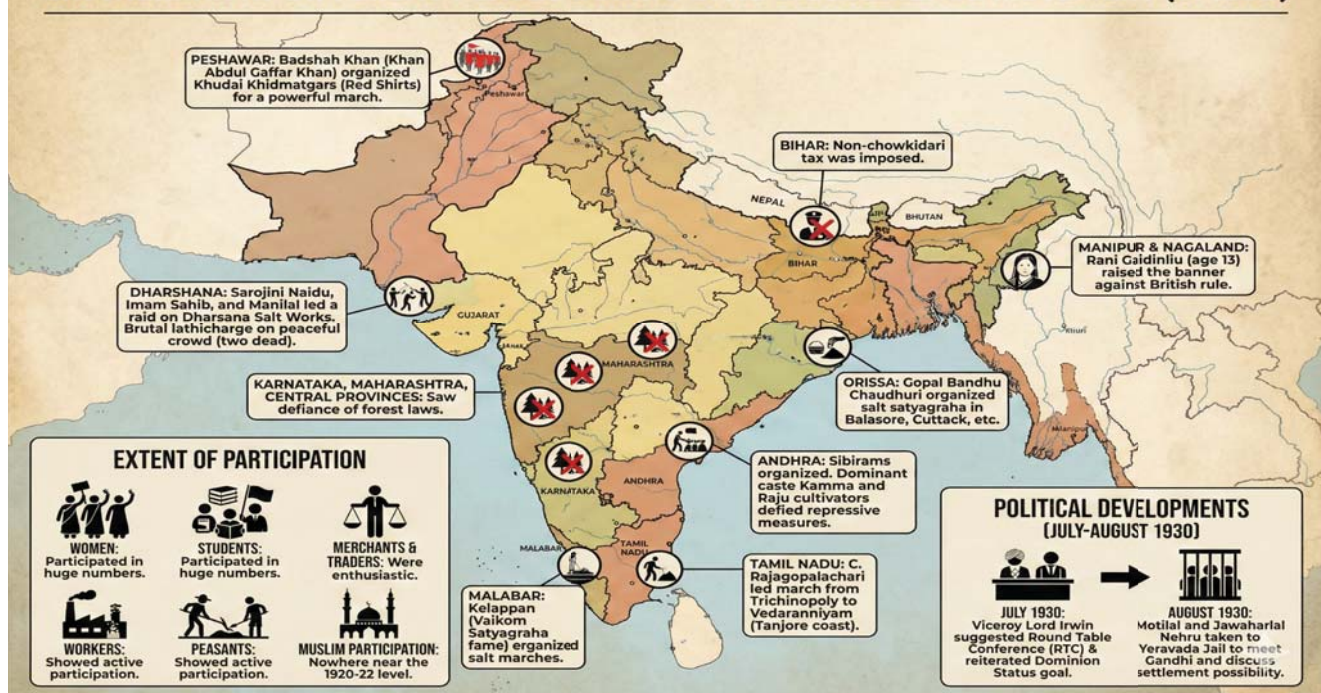 PESHAWAR: Badshah Khan (Khan
Abdul Gaffar Khan) organized
Khudai Khidmatgars (Red Shirts)
for a powerful march.
Peshawar
BIHAR: Non-chowkidari
tax was imposed.
NEPAL
BHUTAN
BIHAR
MANIPUR & NAGALAND:
Rani Gaidinliu (age 13)
raised the banner
against British rule.
DHARSHANA: Sarojini Naidu,
Imam Sahib, and Manilal led a
raid on Dharsana Salt Works.
Brutal lathicharge on peaceful
crowd (two dead).
GUJARAT
MAHARASHTRA
KARNATAKA, MAHARASHTRA,
CENTRAL PROVINCES: Saw
defiance of forest laws.
ORISSA: Gopal Bandhu
Chaudhuri organized
salt satyagraha in
Balasore, Cuttack, etc.
KARNATAKA
ANDHRA
ANDHRA: Sibirams
organized. Dominant
caste Kamma and
Raju cultivators
defied repressive
measures.
MALABAR
TAMIL
NADU
MALABAR:
Kelappan
(Vaikom
Satyagraha
fame) erganized
salt marches.
TAMIL NADU: C.
Rajagopalachari
led march from
Trichinopoly to
Vedaranniyam
(Tanjore coast).
EXTENT OF PARTICIPATION
WOMEN:
Participated in
huge numbers.
STUDENTS:
Participated in
huge numbers.
MERCHANTS &
TRADERS: Were
enthusiastic.
WORKERS:
Showed active
participation.
PEASANTS:
Showed active
participation.
MUSLIM PARTICIPATION:
Nowhere near the
1920-22 level.
POLITICAL DEVELOPMENTS
(JULY-AUGUST 1930)
JULY 1930:
Viceroy Lord Irwin
suggested Round Table
Conference (RTC) &
reiterated Dominion
Status goal.
AUGUST 1930:
Motilal and Jawaharlal
Nehru taken to
Yeravada Jail to meet
Gandhi and discuss
settlement possibility.